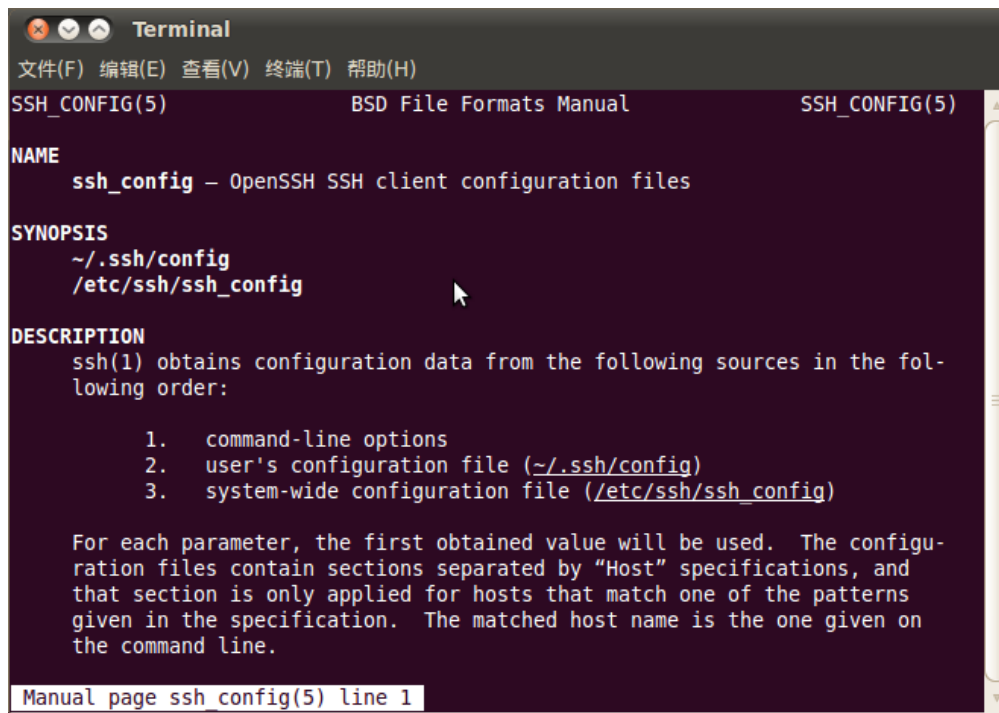 Terminal
文件(F) 编辑(E) 查看(V) 终端(T) 帮助(H)
SSH_CONFIG(5) BSD File Formats Manual SSH_CONFIG(5)
NAME
ssh_config — OpenSSH SSH client configuration files
SYNOPSIS
~/.ssh/config
/etc/ssh/ssh_config
DESCRIPTION
ssh(1) obtains configuration data from the following sources in the fol-
lowing order:
1. command-line options
2. user's configuration file (~/.ssh/config)
3. system-wide configuration file (/etc/ssh/ssh_config)
For each parameter, the first obtained value will be used. The configu-
ration files contain sections separated by “Host” specifications, and
that section is only applied for hosts that match one of the patterns
given in the specification. The matched host name is the one given on
the command line.
Manual page ssh_config(5) line 1